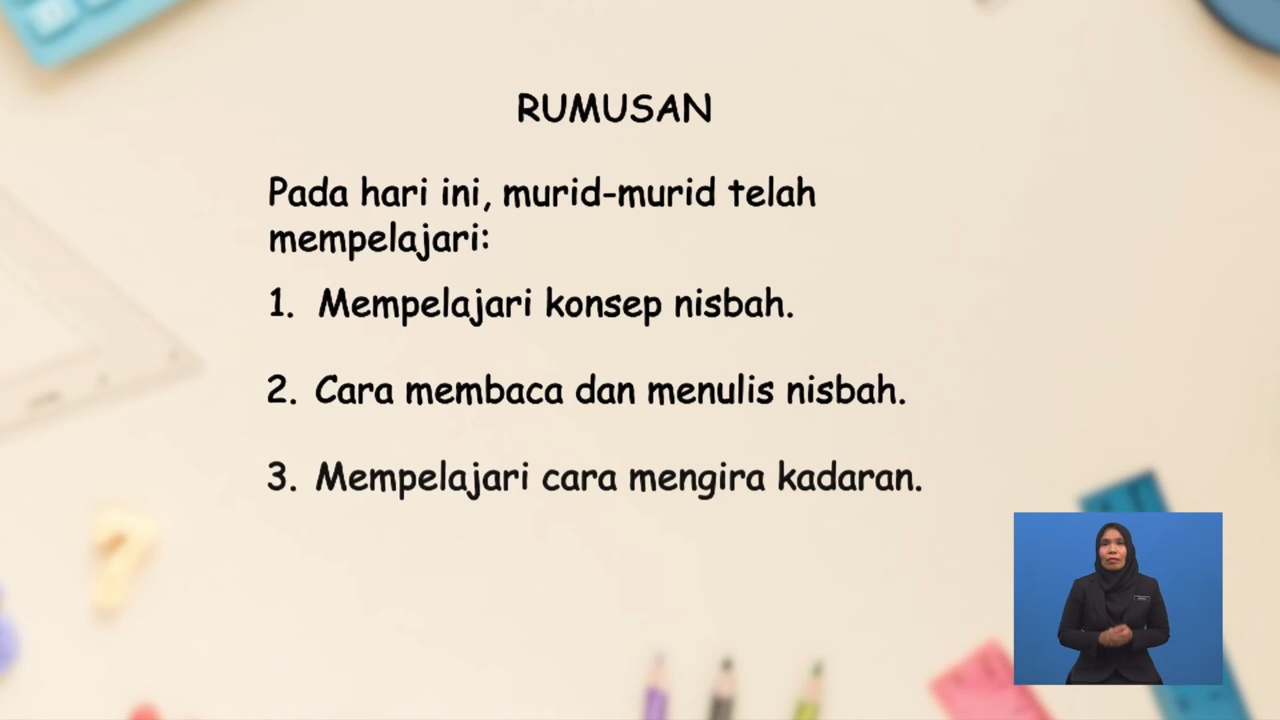 RUMUSAN
Pada hari ini, murid-murid telah
mempelajari:
1. Mempelajari konsep nisbah.
2. Cara membaca dan menulis nisbah.
3. Mempelajari cara mengira kadaran.